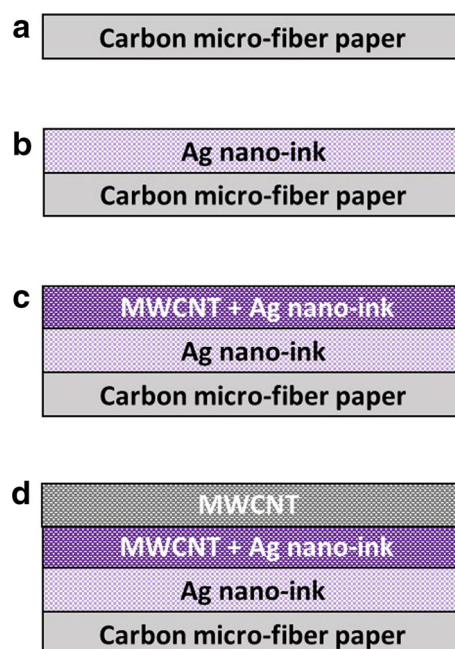 a
Carbon micro-fiber paper
b
Ag nano-ink
Carbon micro-fiber paper
c
MWCNT + Ag nano-ink
Ag nano-ink
Carbon micro-fiber paper
d
MWCNT
MWCNT + Ag nano-ink
Ag nano-ink
Carbon micro-fiber paper